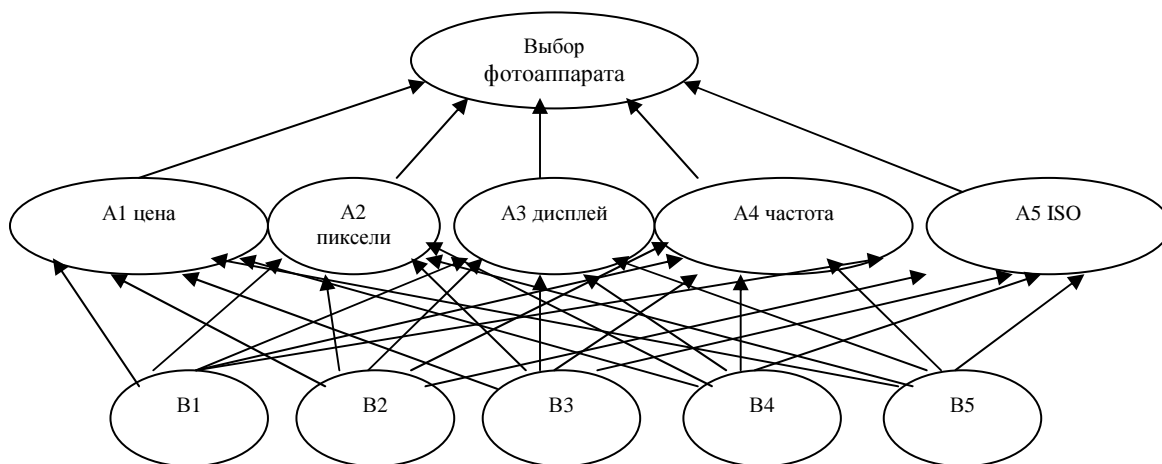 Выбор
фотоаппарата
А1 цена
А2
пиксели
А3 дисплей
А4 частота
А5 ISO
В1
В2
В3
В4
В5